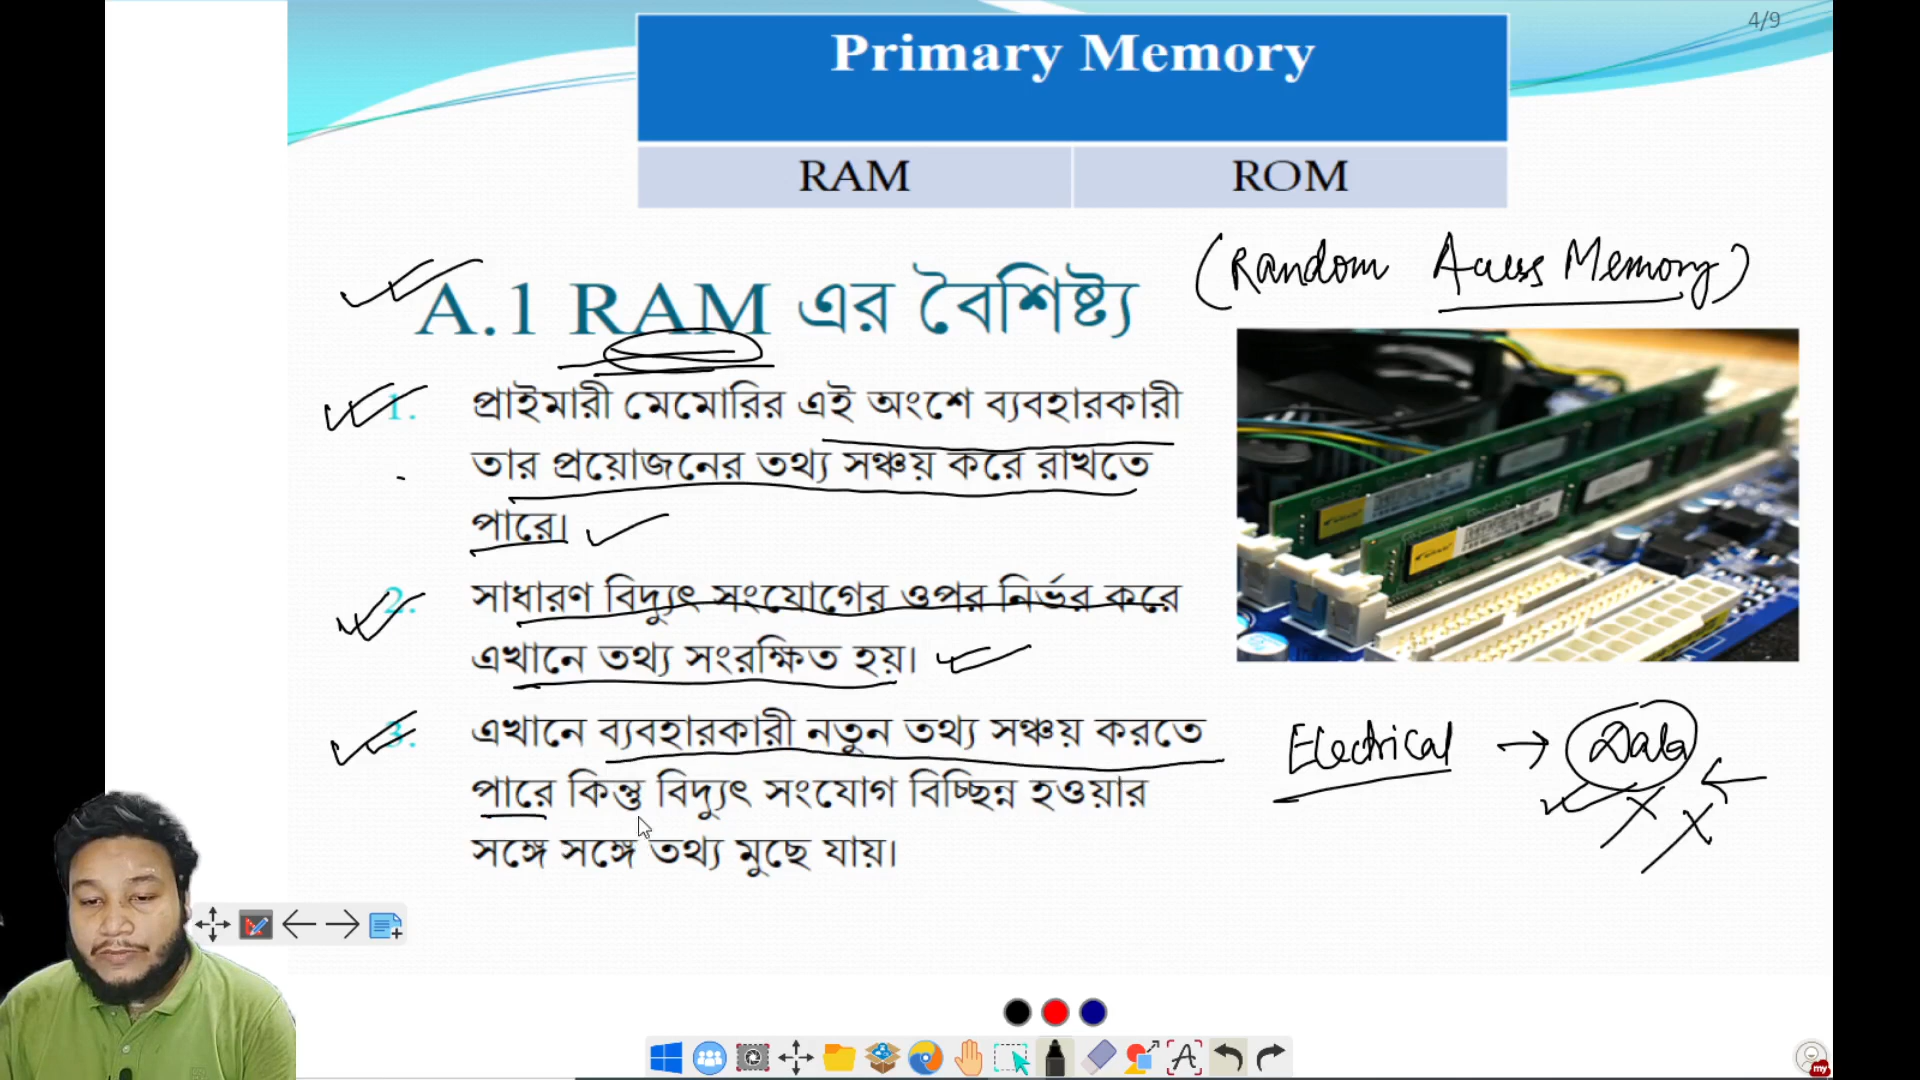 4/9
Primary Memory
RAM ROM
(Random Access Memory)
A.1 RAM এর বৈশিষ্ট্য
1. প্রাইমারী মেমোরির এই অংশে ব্যবহারকারী
তার প্রয়োজনের তথ্য সঞ্চয় করে রাখতে
পারে।
2. সাধারণ বিদ্যুৎ সংযোগের ওপর নির্ভর করে
এখানে তথ্য সংরক্ষিত হয়।
3. এখানে ব্যবহারকারী নতুন তথ্য সঞ্চয় করতে
পারে কিন্তু বিদ্যুৎ সংযোগ বিচ্ছিন্ন হওয়ার
সঙ্গে সঙ্গে তথ্য মুছে যায়।
Electrical → Data
my